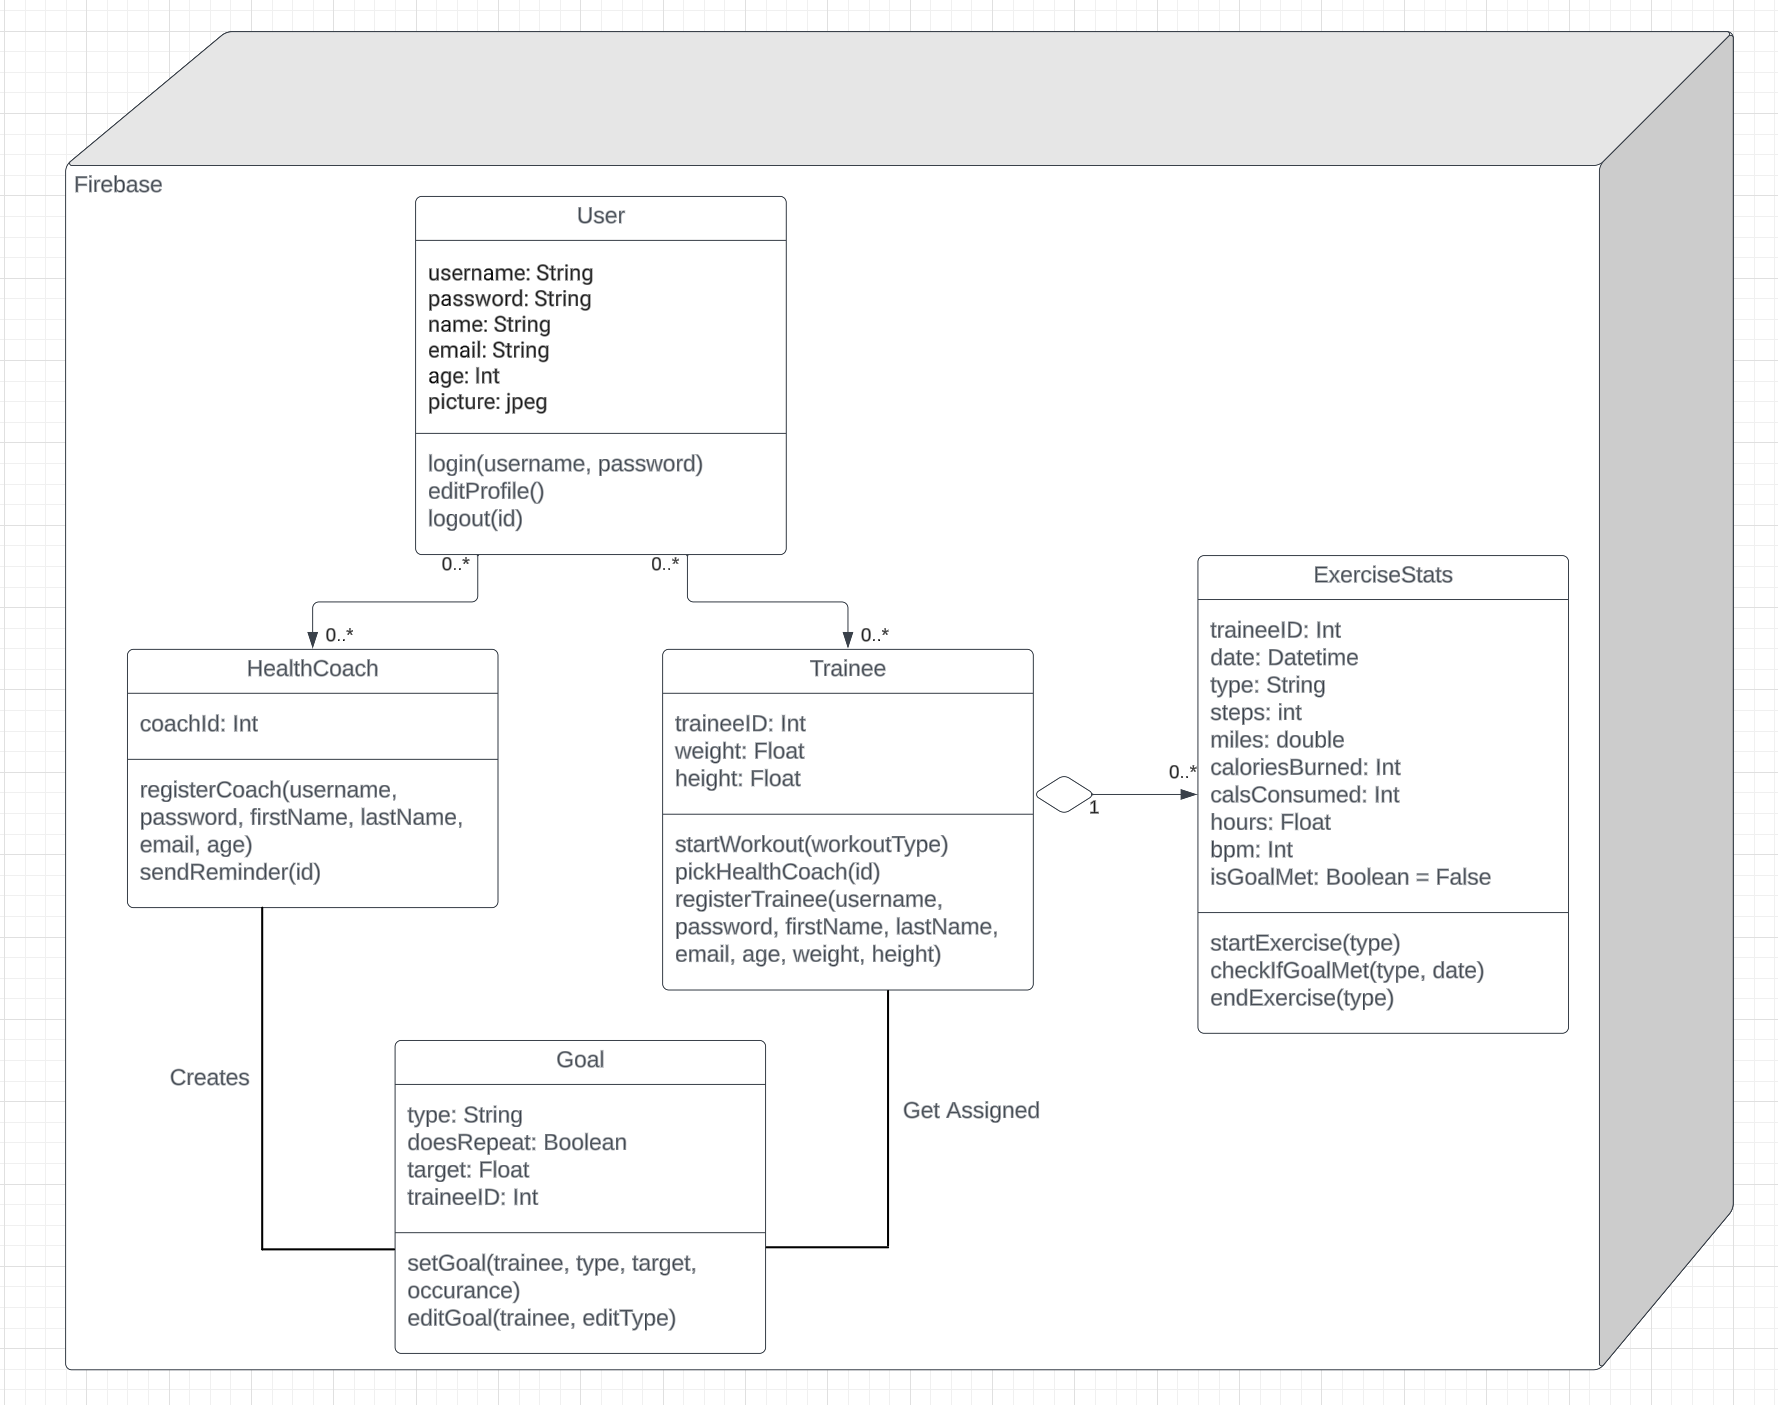 Firebase
User
username: String
password: String
name: String
email: String
age: Int
picture: jpeg
login(username, password)
editProfile()
logout(id)
0..*
0..*
0..*
0..*
HealthCoach
coachId: Int
registerCoach(username,
password, firstName, lastName,
email, age)
sendReminder(id)
Trainee
traineeID: Int
weight: Float
height: Float
startWorkout(workoutType)
pickHealthCoach(id)
registerTrainee(username,
password, firstName, lastName,
email, age, weight, height)
1
0..*
ExerciseStats
traineeID: Int
date: Datetime
type: String
steps: int
miles: double
caloriesBurned: Int
calsConsumed: Int
hours: Float
bpm: Int
isGoalMet: Boolean = False
startExercise(type)
checkIfGoalMet(type, date)
endExercise(type)
Creates
Goal
type: String
doesRepeat: Boolean
target: Float
traineeID: Int
setGoal(trainee, type, target,
occurance)
editGoal(trainee, editType)
Get Assigned